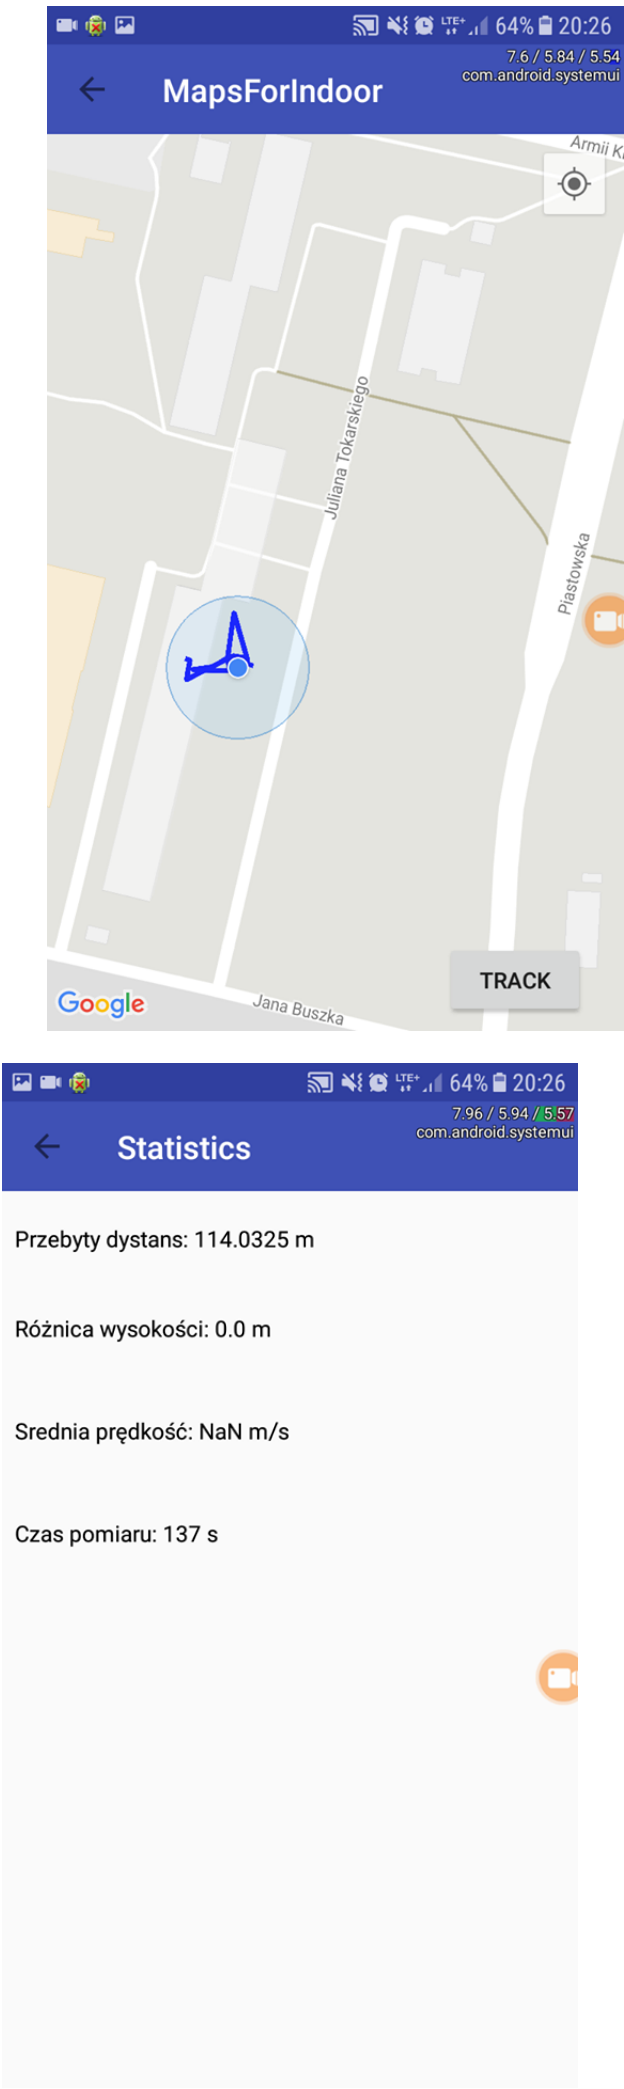 LTE+ 64% 20:26
7.6 / 5.84 / 5.54
com.android.systemui
MapsForIndoor
Armii K
Juliana Tokarskiego
Piastowska
TRACK
Google
Jana Buszka
LTE+ 64% 20:26
7.96 / 5.94 / 5.57
com.android.systemui
Statistics
Przebyty dystans: 114.0325 m
Różnica wysokości: 0.0 m
Srednia prędkość: NaN m/s
Czas pomiaru: 137 s